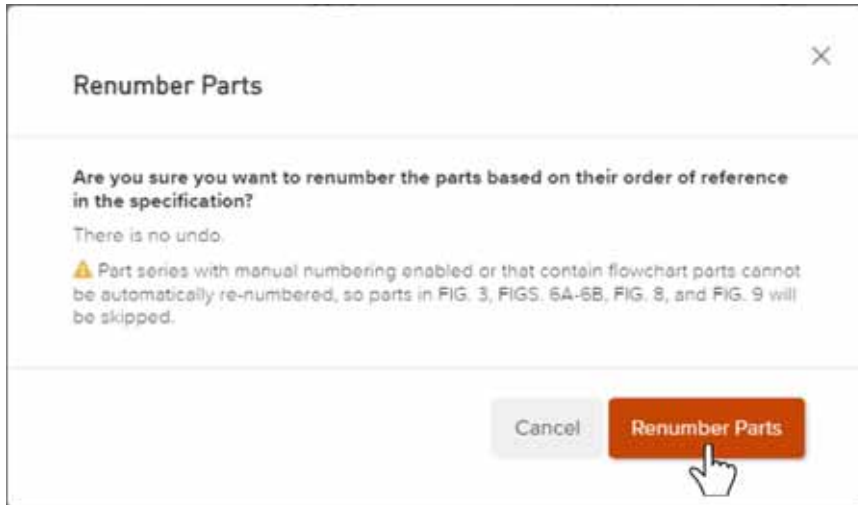 Renumber Parts
Are you sure you want to renumber the parts based on their order of reference
in the specification?
There is no undo.
Part series with manual numbering enabled or that contain flowchart parts cannot
be automatically re-numbered, so parts in FIG. 3, FIGS. 6A-6B, FIG. 8, and FIG. 9 will
be skipped.
Cancel
Renumber Parts